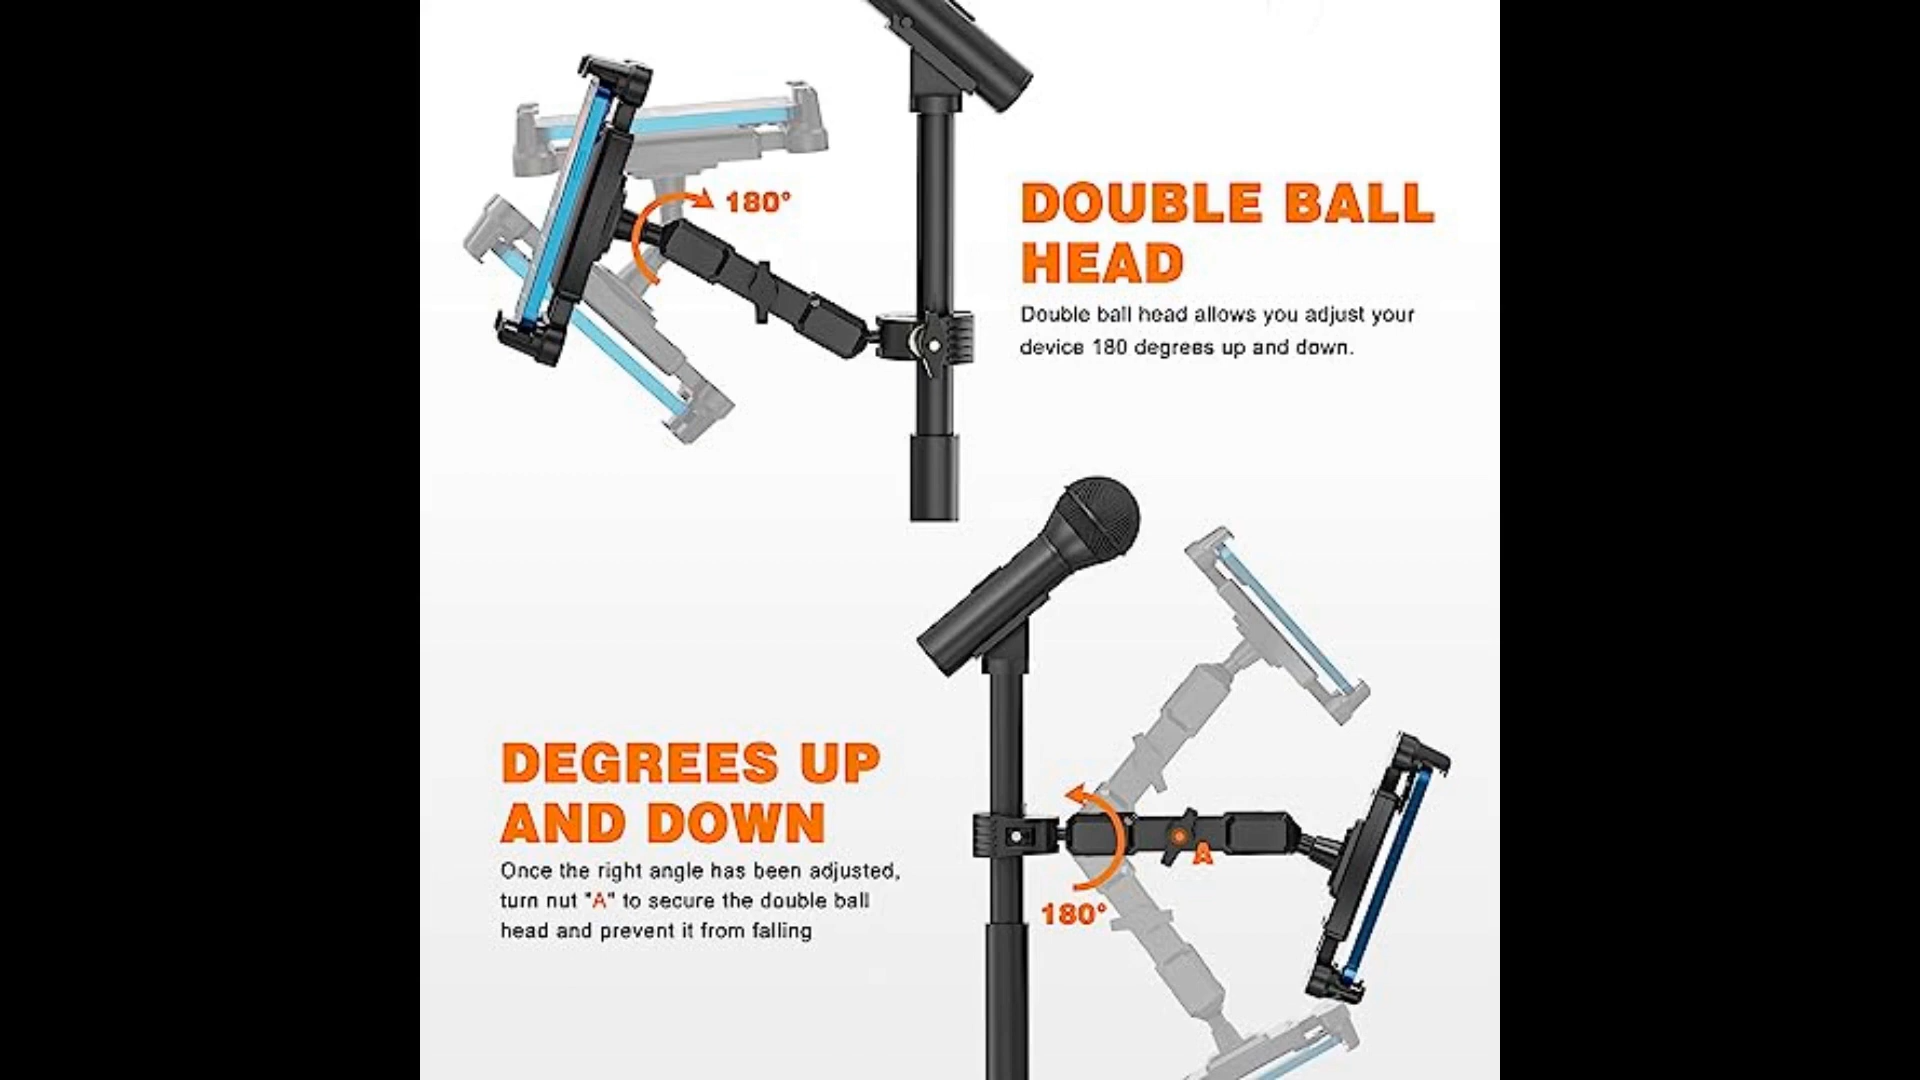 180°
DOUBLE BALL
HEAD
Double ball head allows you adjust your
device 180 degrees up and down.
DEGREES UP
AND DOWN
Once the right angle has been adjusted,
turn nut "A" to secure the double ball
head and prevent it from falling
A
180°